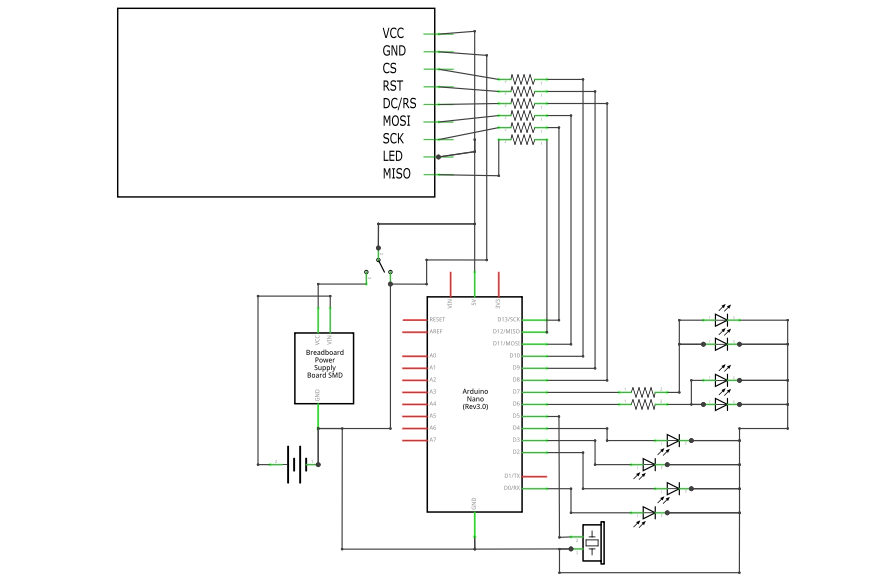 VCC
GND
CS
RST
DC/RS
MOSI
SCK
LED
MISO
VIN
5V
3V3
VCC
VIN
Breadboard
Power
Supply
Board SMD
GND
RESET
AREF
A0
A1
A2
A3
A4
A5
A6
A7
Arduino
Nano
(Rev3.0)
D13/SCK
D12/MISO
D11/MOSI
D10
D9
D8
D7
D6
D5
D4
D3
D2
D1/TX
D0/RX
GND